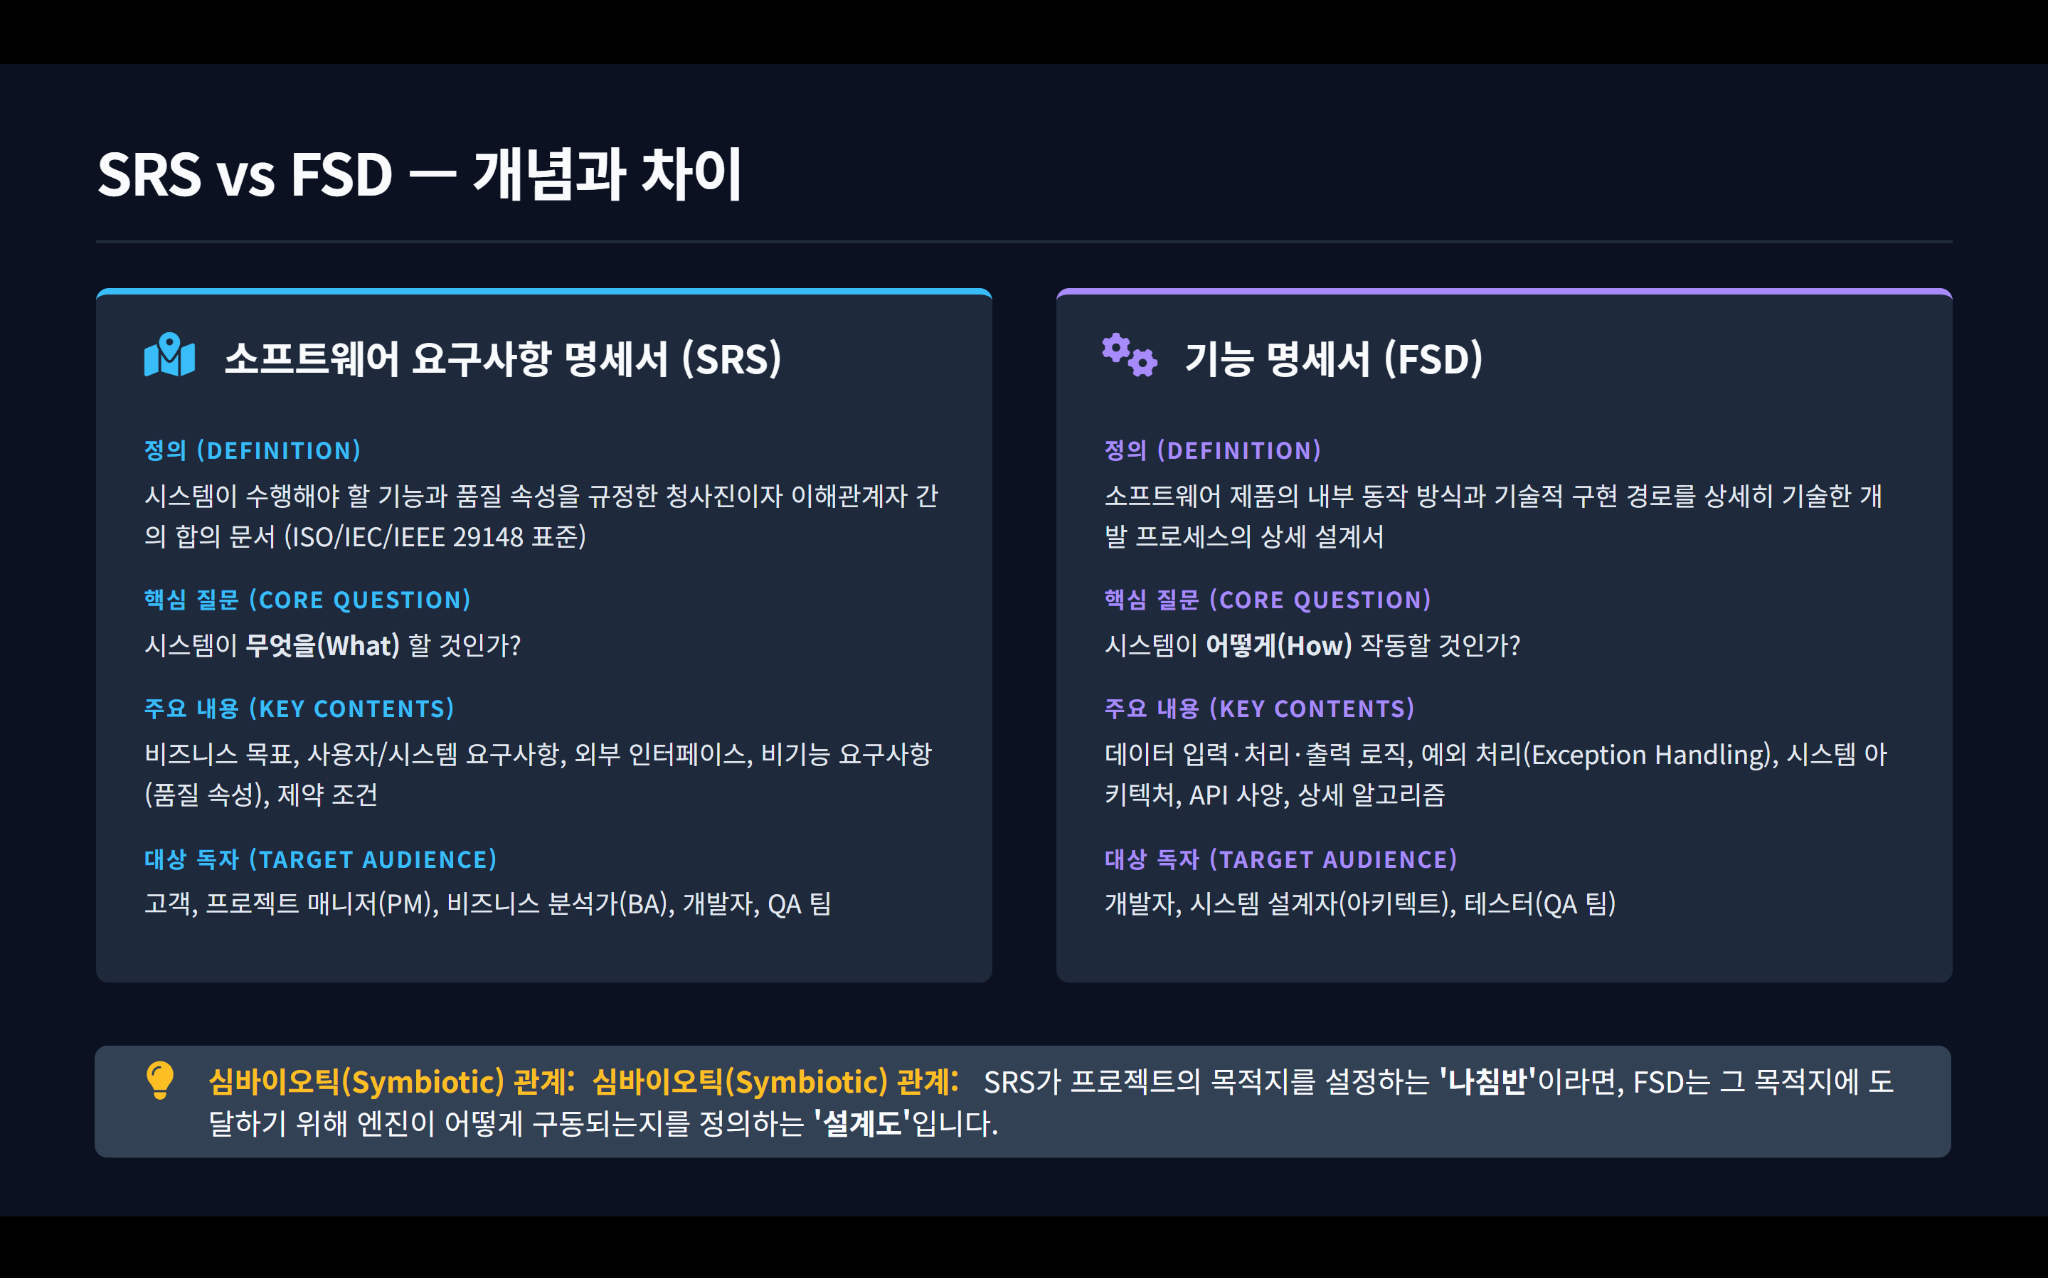 SRS vs FSD — 개념과 차이
소프트웨어 요구사항 명세서 (SRS)
정의 (DEFINITION)
시스템이 수행해야 할 기능과 품질 속성을 규정한 청사진이자 이해관계자 간
의 합의 문서 (ISO/IEC/IEEE 29148 표준)
핵심 질문 (CORE QUESTION)
시스템이 무엇을(What) 할 것인가?
주요 내용 (KEY CONTENTS)
비즈니스 목표, 사용자/시스템 요구사항, 외부 인터페이스, 비기능 요구사항
(품질 속성), 제약 조건
대상 독자 (TARGET AUDIENCE)
고객, 프로젝트 매니저(PM), 비즈니스 분석가(BA), 개발자, QA 팀
기능 명세서 (FSD)
정의 (DEFINITION)
소프트웨어 제품의 내부 동작 방식과 기술적 구현 경로를 상세히 기술한 개
발 프로세스의 상세 설계서
핵심 질문 (CORE QUESTION)
시스템이 어떻게(How) 작동할 것인가?
주요 내용 (KEY CONTENTS)
데이터 입력·처리·출력 로직, 예외 처리(Exception Handling), 시스템 아
키텍처, API 사양, 상세 알고리즘
대상 독자 (TARGET AUDIENCE)
개발자, 시스템 설계자(아키텍트), 테스터(QA 팀)
심바이오틱(Symbiotic) 관계: 심바이오틱(Symbiotic) 관계: SRS가 프로젝트의 목적지를 설정하는 '나침반'이라면, FSD는 그 목적지에 도
달하기 위해 엔진이 어떻게 구동되는지를 정의하는 '설계도'입니다.